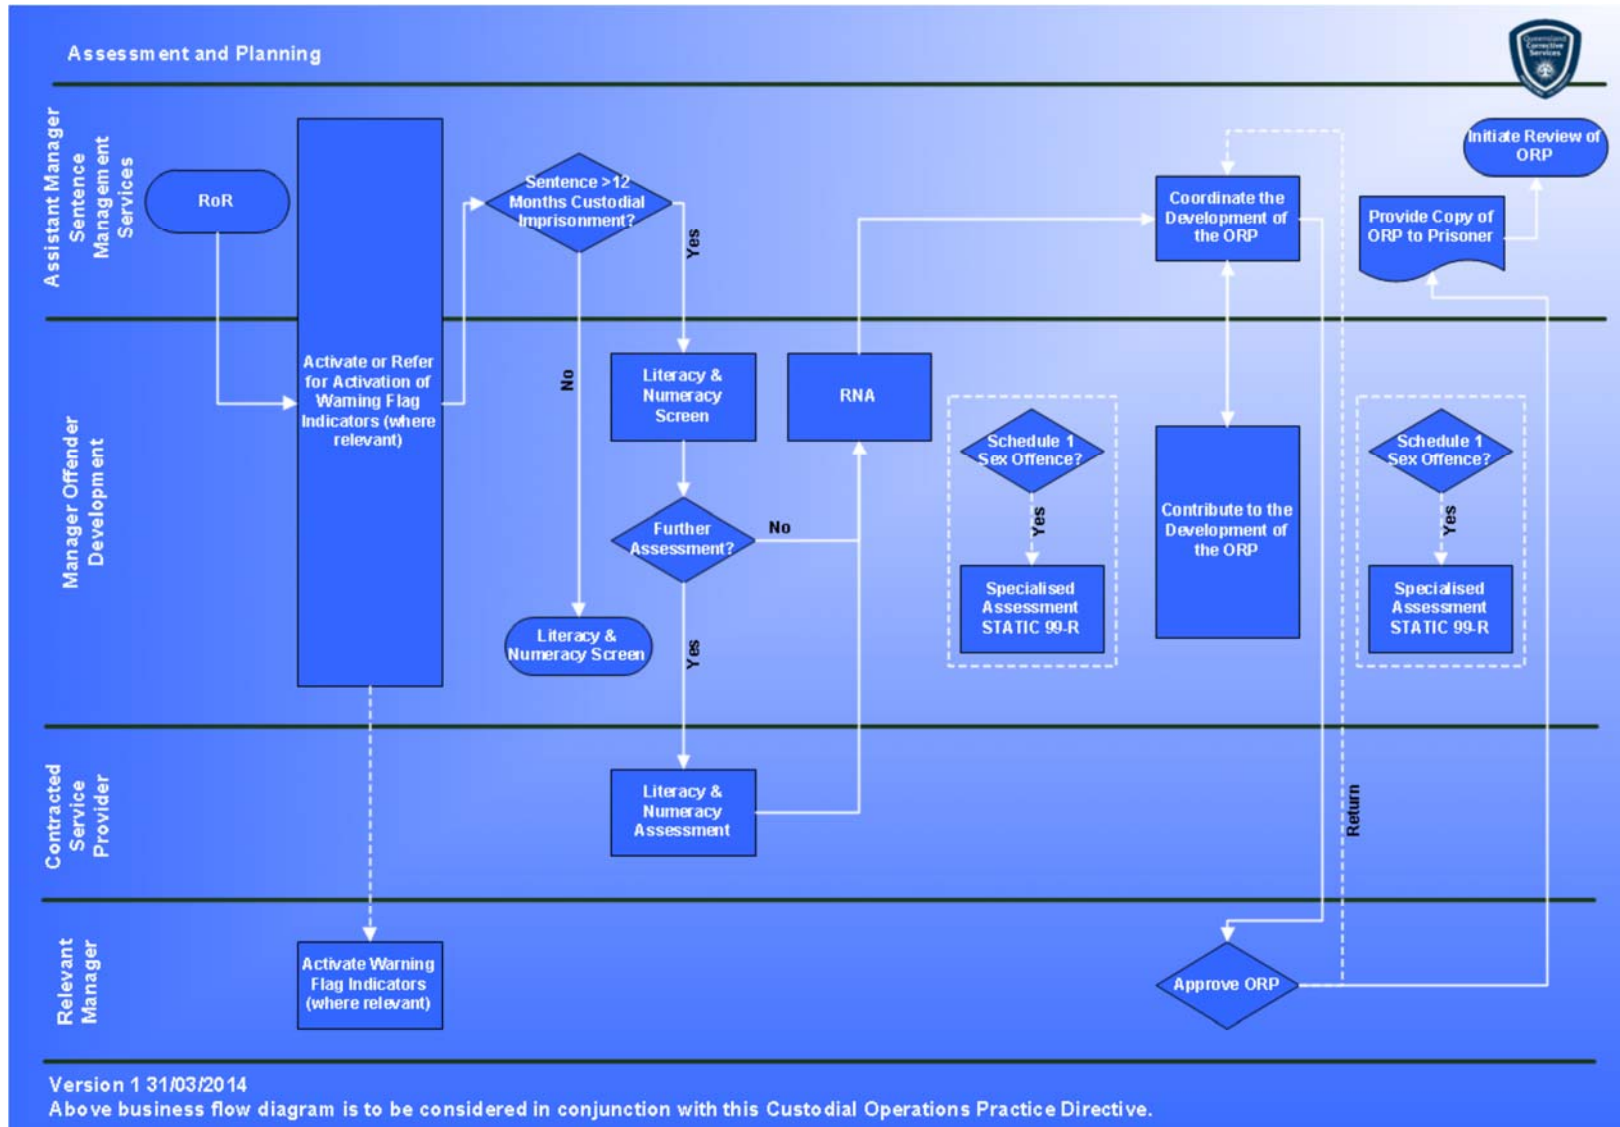 Assessment and Planning
Queensland
Corrective
Services
Assistant Manager
Sentence
Management
Services
RoR
Sentence >12
Months Custodial
Imprisonment?
Yes
No
Coordinate the
Development of
the ORP
Initiate Review of
ORP
Provide Copy of
ORP to Prisoner
Manager Offender
Development
Activate or Refer
for Activation of
Warning Flag
Indicators (where
relevant)
Literacy &
Numeracy
Screen
RNA
Further
Assessment?
No
Yes
Literacy &
Numeracy Screen
Schedule 1
Sex Offence?
Yes
Specialised
Assessment
STATIC 99-R
Contribute to the
Development of
the ORP
Schedule 1
Sex Offence?
Yes
Specialised
Assessment
STATIC 99-R
Contracted
Service
Provider
Literacy &
Numeracy
Assessment
Return
Relevant
Manager
Activate Warning
Flag Indicators
(where relevant)
Approve ORP
Version 1 31/03/2014
Above business flow diagram is to be considered in conjunction with this Custodial Operations Practice Directive.